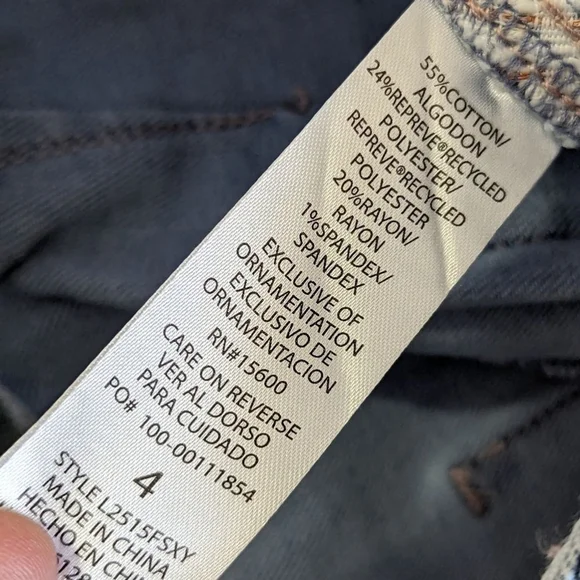 55%COTTON/
ALGODON
24%REPREVE®RECYCLED
POLYESTER/
REPREVE®RECYCLED
POLYESTER
20%RAYON/
RAYON
1%SPANDEX/
SPANDEX
EXCLUSIVE OF
ORNAMENTATION
EXCLUSIVO DE
ORNAMENTACION
RN#15600
CARE ON REVERSE
VER AL DORSO
PARA CUIDADO
PO# 100-00111854
4
STYLE L2515FSXY
MADE IN CHINA
HECHO EN